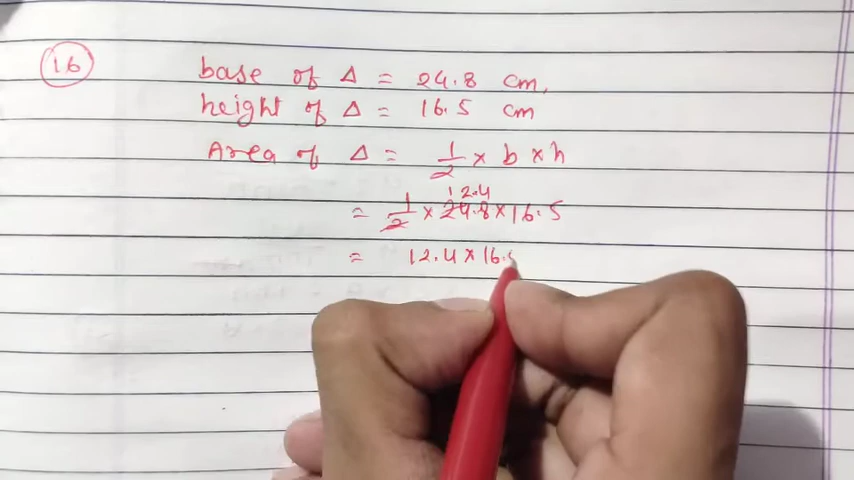 16
base of Δ = 24.8 cm,
height of Δ = 16.5 cm
Area of Δ = 1/2 × b × h
12.4
= 1/2 × 24.8 × 16.5
= 12.4 × 16.5